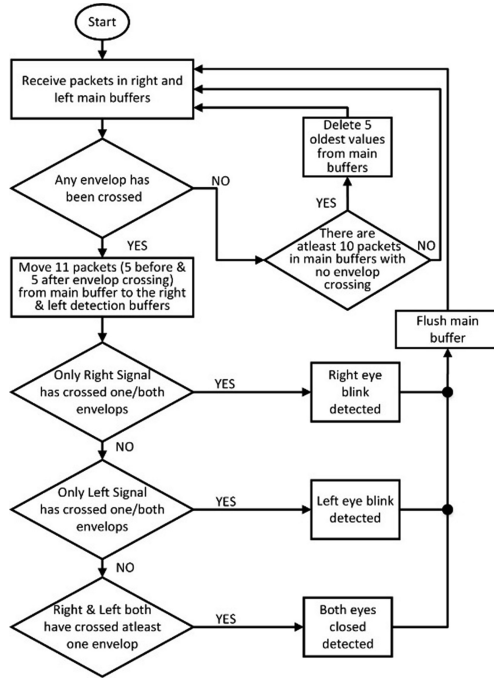 Start
Receive packets in right and
left main buffers
Delete 5
oldest values
from main
buffers
Any envelop has
been crossed
NO
YES
There are
atleast 10 packets
in main buffers with
no envelop
crossing
NO
YES
Move 11 packets (5 before &
5 after envelop crossing)
from main buffer to the right
& left detection buffers
Flush main
buffer
Only Right Signal
has crossed one/both
envelops
YES
Right eye
blink
detected
NO
Only Left Signal
has crossed one/both
envelops
YES
Left eye blink
detected
NO
Right & Left both
have crossed atleast
one envelop
YES
Both eyes
closed
detected